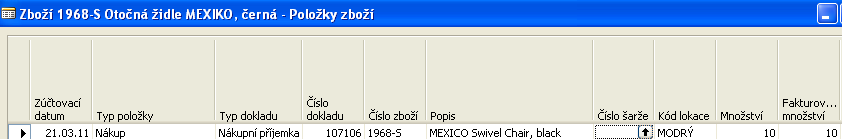 Zboží 1968-S Otočná židle MEXIKO, černá - Položky zboží
Zúčtovací datum Typ položky Typ dokladu Číslo dokladu Číslo zboží Popis Číslo šarže Kód lokace Množství Fakturov... množství
21.03.11 Nákup Nákupní příjemka 107106 1968-S MEXICO Swivel Chair, black MODRÝ 10 10